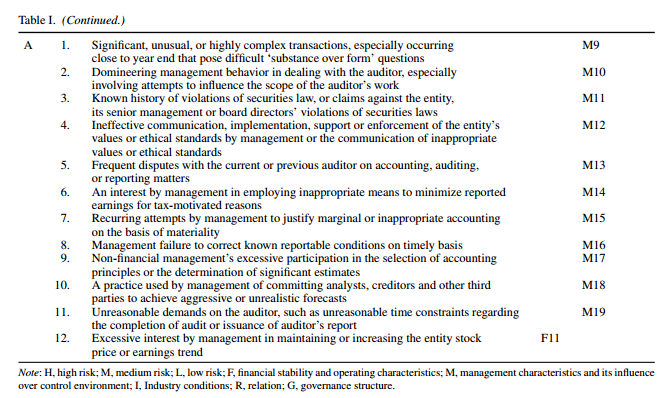 Table I. (Continued.)
A 1. Significant, unusual, or highly complex transactions, especially occurring M9
close to year end that pose difficult ‘substance over form’ questions
2. Domineering management behavior in dealing with the auditor, especially M10
involving attempts to influence the scope of the auditor’s work
3. Known history of violations of securities law, or claims against the entity, M11
its senior management or board directors’ violations of securities laws
4. Ineffective communication, implementation, support or enforcement of the entity’s M12
values or ethical standards by management or the communication of inappropriate
values or ethical standards
5. Frequent disputes with the current or previous auditor on accounting, auditing, M13
or reporting matters
6. An interest by management in employing inappropriate means to minimize reported M14
earnings for tax-motivated reasons
7. Recurring attempts by management to justify marginal or inappropriate accounting M15
on the basis of materiality
8. Management failure to correct known reportable conditions on timely basis M16
9. Non-financial management’s excessive participation in the selection of accounting M17
principles or the determination of significant estimates
10. A practice used by management of committing analysts, creditors and other third M18
parties to achieve aggressive or unrealistic forecasts
11. Unreasonable demands on the auditor, such as unreasonable time constraints regarding M19
the completion of audit or issuance of auditor’s report
12. Excessive interest by management in maintaining or increasing the entity stock F11
price or earnings trend
Note: H, high risk; M, medium risk; L, low risk; F, financial stability and operating characteristics; M, management characteristics and its influence
over control environment; I, Industry conditions; R, relation; G, governance structure.